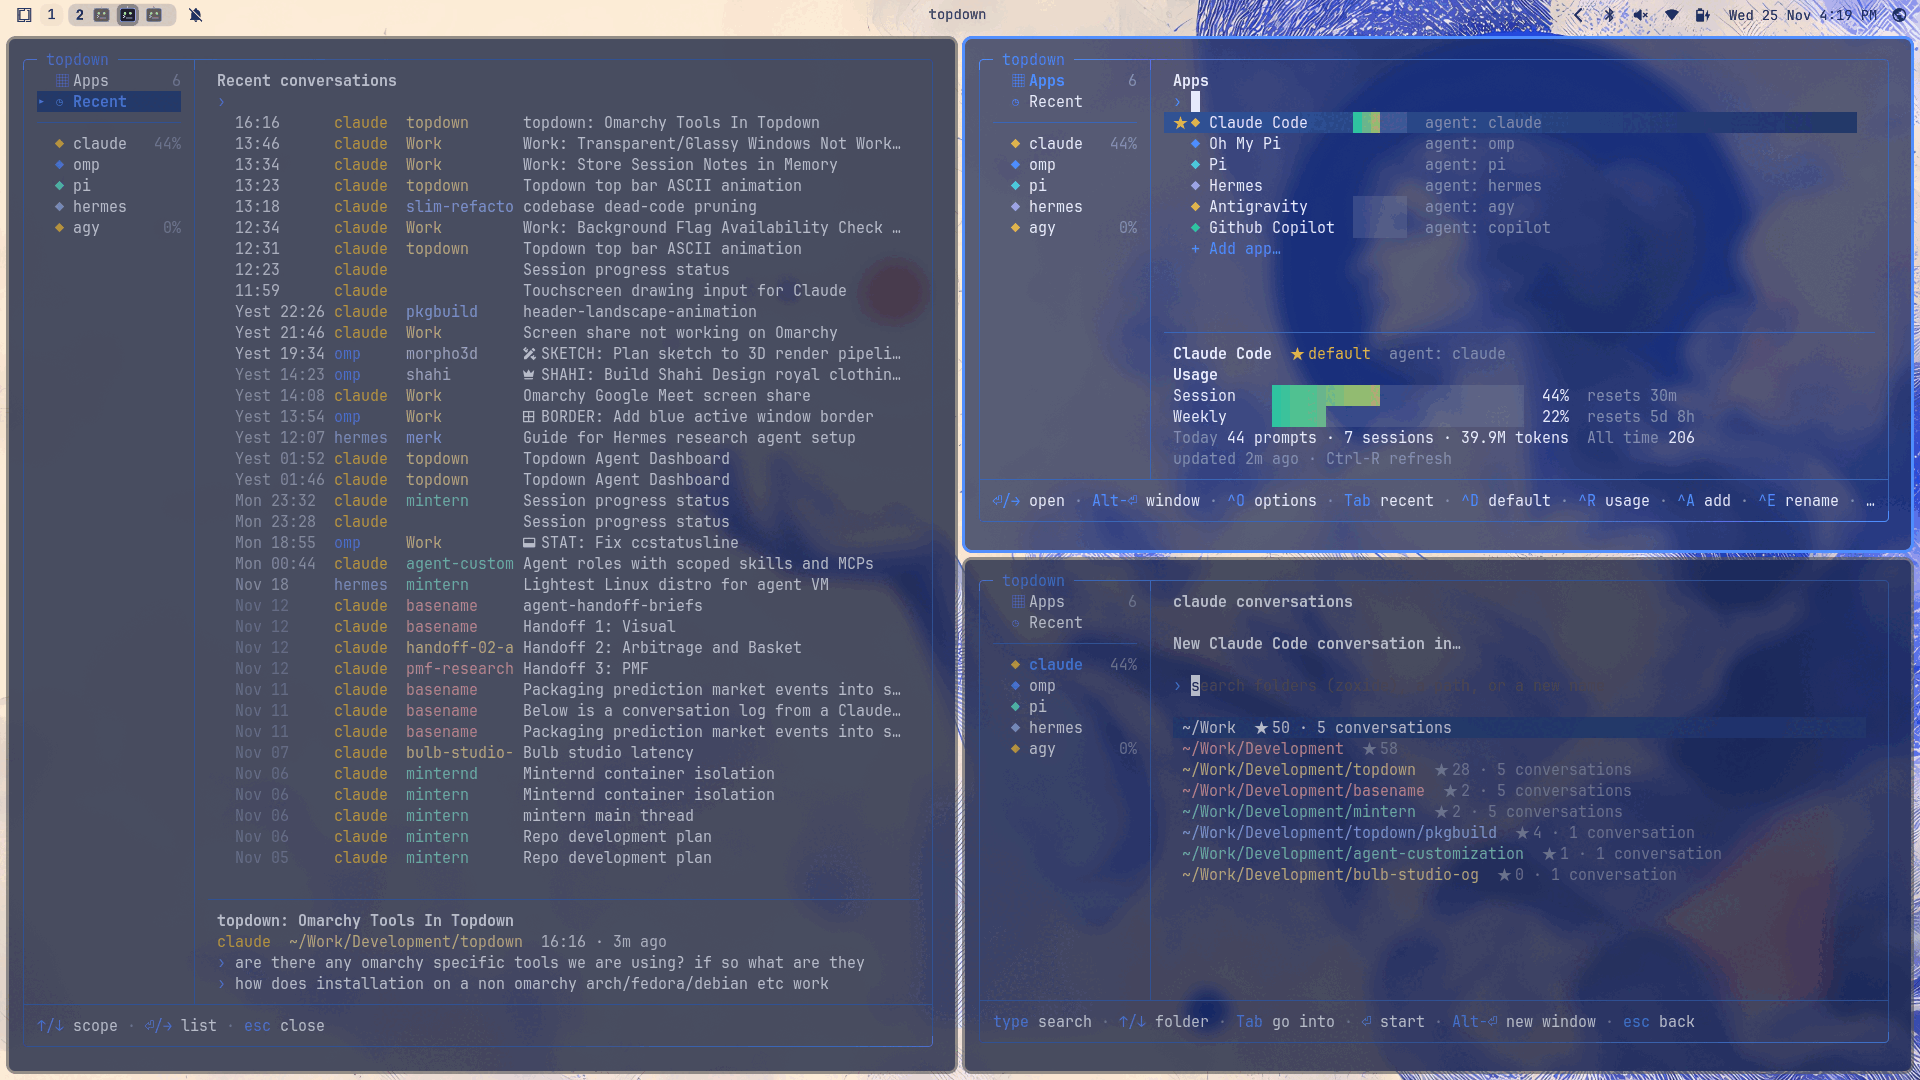 1 2 topdown Wed 25 Nov 4:19 PM
topdown
Apps 6
Recent
claude 44%
omp
pi
hermes
agy 0%
Recent conversations
›
16:16 claude topdown topdown: Omarchy Tools In Topdown
13:46 claude Work Work: Transparent/Glassy Windows Not Work…
13:34 claude Work Work: Store Session Notes in Memory
13:23 claude topdown Topdown top bar ASCII animation
13:18 claude slim-refacto codebase dead-code pruning
12:34 claude Work Work: Background Flag Availability Check …
12:31 claude topdown Topdown top bar ASCII animation
12:23 claude Session progress status
11:59 claude Touchscreen drawing input for Claude
Yest 22:26 claude pkgbuild header-landscape-animation
Yest 21:46 claude Work Screen share not working on Omarchy
Yest 19:34 omp morpho3d SKETCH: Plan sketch to 3D render pipeli…
Yest 14:23 omp shahi SHAHI: Build Shahi Design royal clothin…
Yest 14:08 claude Work Omarchy Google Meet screen share
Yest 13:54 omp Work BORDER: Add blue active window border
Yest 12:07 hermes merk Guide for Hermes research agent setup
Yest 01:52 claude topdown Topdown Agent Dashboard
Yest 01:46 claude topdown Topdown Agent Dashboard
Mon 23:32 claude mintern Session progress status
Mon 23:28 claude Session progress status
Mon 18:55 omp Work STAT: Fix ccstatusline
Mon 00:44 claude agent-custom Agent roles with scoped skills and MCPs
Nov 18 hermes mintern Lightest Linux distro for agent VM
Nov 12 claude basename agent-handoff-briefs
Nov 12 claude basename Handoff 1: Visual
Nov 12 claude handoff-02-a Handoff 2: Arbitrage and Basket
Nov 12 claude pmf-research Handoff 3: PMF
Nov 11 claude basename Packaging prediction market events into s…
Nov 11 claude basename Below is a conversation log from a Claude…
Nov 11 claude basename Packaging prediction market events into s…
Nov 07 claude bulb-studio- Bulb studio latency
Nov 06 claude minternd Minternd container isolation
Nov 06 claude mintern Minternd container isolation
Nov 06 claude mintern mintern main thread
Nov 06 claude mintern Repo development plan
Nov 05 claude mintern Repo development plan
topdown: Omarchy Tools In Topdown
claude ~/Work/Development/topdown 16:16 · 3m ago
› are there any omarchy specific tools we are using? if so what are they
› how does installation on a non omarchy arch/fedora/debian etc work
↑/↓ scope · ⏎/→ list · esc close
topdown
Apps 6
Recent
claude 44%
omp
pi
hermes
agy 0%
Apps
›
★ ◆ Claude Code agent: claude
◆ Oh My Pi agent: omp
◆ Pi agent: pi
◆ Hermes agent: hermes
◆ Antigravity agent: agy
◆ Github Copilot agent: copilot
+ Add app…
Claude Code ★ default agent: claude
Usage
Session 44% resets 30m
Weekly 22% resets 5d 8h
Today 44 prompts · 7 sessions · 39.9M tokens All time 206
updated 2m ago · Ctrl-R refresh
⏎/→ open · Alt-⏎ window · ^O options · Tab recent · ^D default · ^R usage · ^A add · ^E rename · …
topdown
Apps 6
Recent
claude 44%
omp
pi
hermes
agy 0%
claude conversations
New Claude Code conversation in…
› search folders (zoxide, or a new
~/Work ★ 50 · 5 conversations
~/Work/Development ★ 58
~/Work/Development/topdown ★ 28 · 5 conversations
~/Work/Development/basename ★ 2 · 5 conversations
~/Work/Development/mintern ★ 2 · 5 conversations
~/Work/Development/topdown/pkgbuild ★ 4 · 1 conversation
~/Work/Development/agent-customization ★ 1 · 1 conversation
~/Work/Development/bulb-studio-og ★ 0 · 1 conversation
type search · ↑/↓ folder · Tab go into · ⏎ start · Alt-⏎ new window · esc back